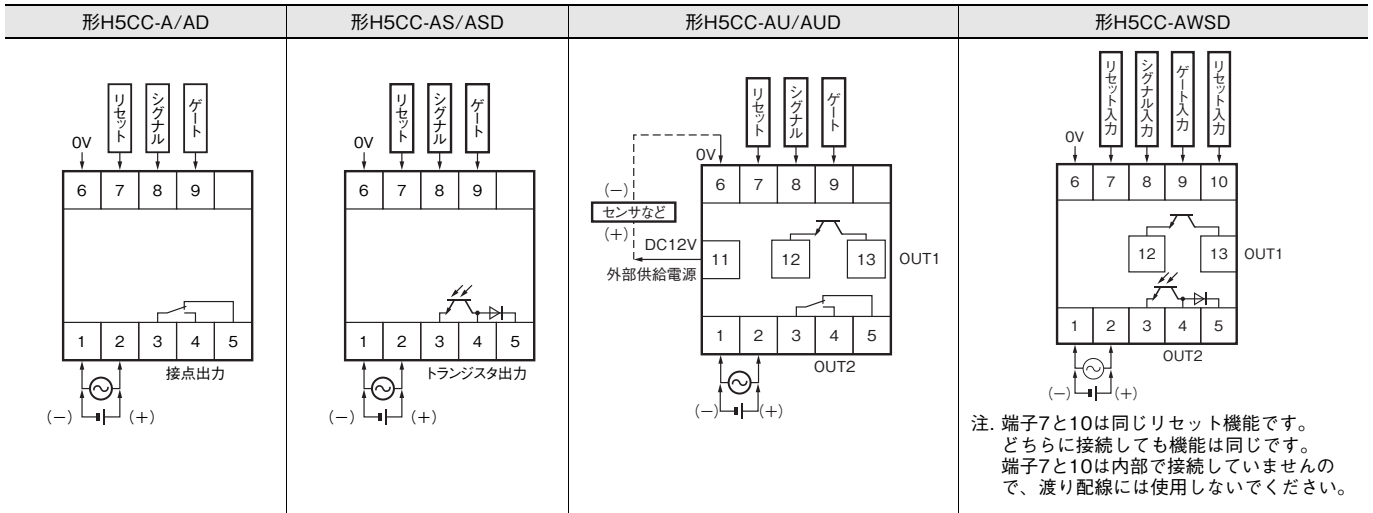 形H5CC-A/AD
リセット
シグナル
ゲート
0V
6 7 8 9
1 2 3 4 5
接点出力
(−) (+)
形H5CC-AS/ASD
リセット
シグナル
ゲート
0V
6 7 8 9
1 2 3 4 5
トランジスタ出力
(−) (+)
形H5CC-AU/AUD
リセット
シグナル
ゲート
0V
6 7 8 9
(−)
センサなど
(+)
DC12V
外部供給電源
11 12 13 OUT1
1 2 3 4 5
OUT2
(−) (+)
形H5CC-AWSD
リセット入力
シグナル入力
ゲート入力
リセット入力
0V
6 7 8 9 10
12 13 OUT1
1 2 3 4 5
OUT2
(−) (+)
注. 端子7と10は同じリセット機能です。
どちらに接続しても機能は同じです。
端子7と10は内部で接続していませんの
で、渡り配線には使用しないでください。